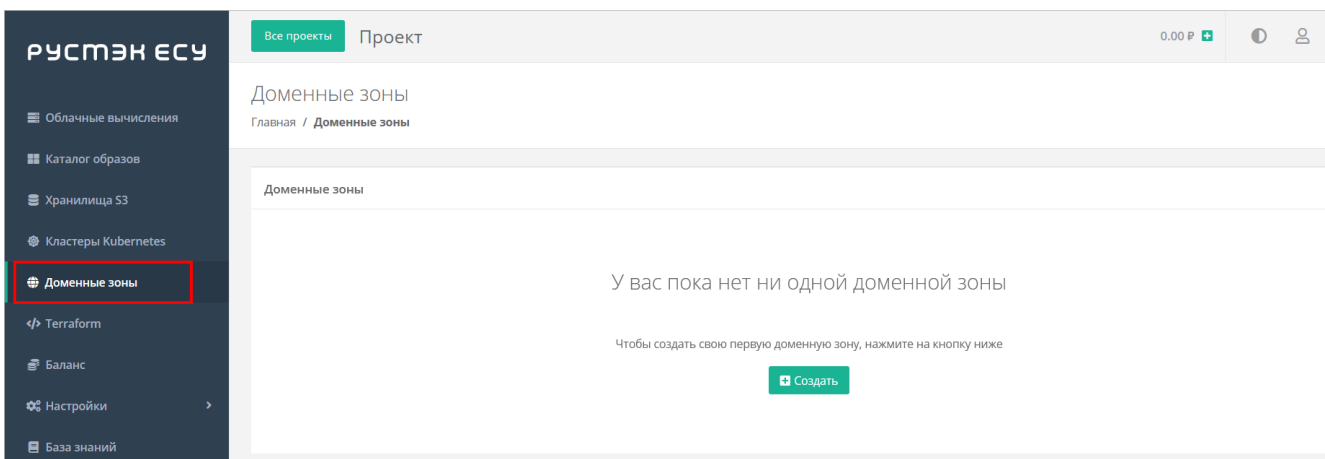 РУСТЭК ЕСУ
Облачные вычисления
Каталог образов
Хранилища S3
Кластеры Kubernetes
Доменные зоны
Terraform
Баланс
Настройки
База знаний
Все проекты Проект 0.00 ₽
Доменные зоны
Главная / Доменные зоны
Доменные зоны
У вас пока нет ни одной доменной зоны
Чтобы создать свою первую доменную зону, нажмите на кнопку ниже
Создать